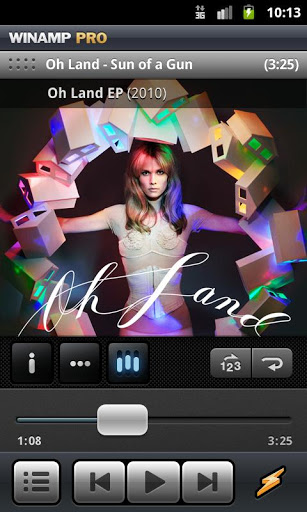 3G 10:13
WINAMP PRO
Oh Land - Sun of a Gun (3:25)
Oh Land EP (2010)
Oh Land
i 123
1:08 3:25